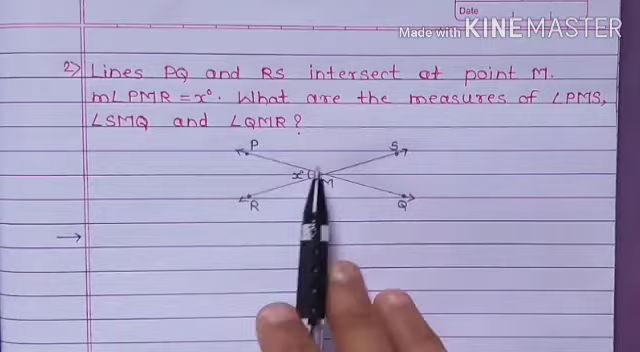 Date
Made with KINEMASTER
2) Lines PQ and RS intersect at point M.
m∠PMR = x°. What are the measures of ∠PMS,
∠SMQ and ∠QMR?
P S
x° M
R Q